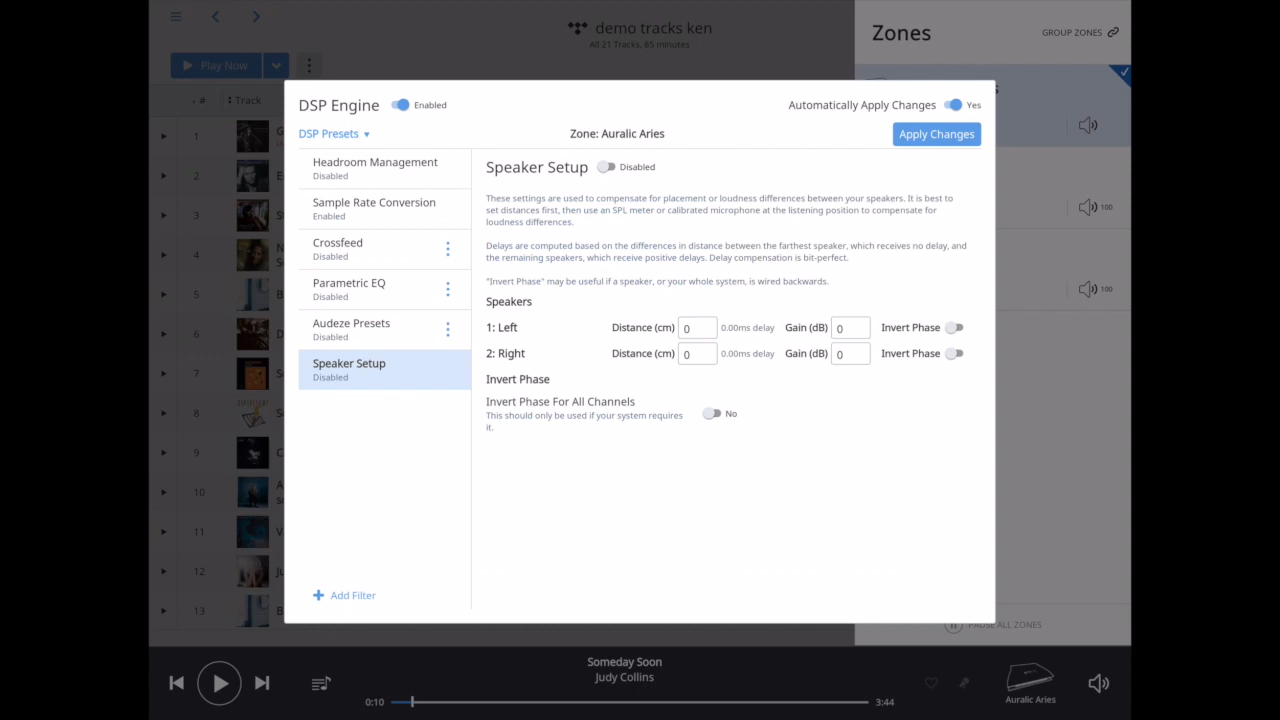 demo tracks ken
All 21 Tracks, 65 minutes
Zones
GROUP ZONES
Play Now
#
Track
DSP Engine
Enabled
Automatically Apply Changes
Yes
DSP Presets
Zone: Auralic Aries
Apply Changes
Headroom Management
Disabled
Sample Rate Conversion
Enabled
Crossfeed
Disabled
Parametric EQ
Disabled
Audeze Presets
Disabled
Speaker Setup
Disabled
Add Filter
Speaker Setup
Disabled
These settings are used to compensate for placement or loudness differences between your speakers. It is best to
set distances first, then use an SPL meter or calibrated microphone at the listening position to compensate for
loudness differences.
Delays are computed based on the differences in distance between the farthest speaker, which receives no delay, and
the remaining speakers, which receive positive delays. Delay compensation is bit-perfect.
"Invert Phase" may be useful if a speaker, or your whole system, is wired backwards.
Speakers
1: Left Distance (cm) 0 0.00ms delay Gain (dB) 0 Invert Phase
2: Right Distance (cm) 0 0.00ms delay Gain (dB) 0 Invert Phase
Invert Phase
Invert Phase For All Channels
This should only be used if your system requires
it.
No
1
2
3
4
5
6
7
8
9
10
11
12
13
100
100
PAUSE ALL ZONES
Someday Soon
Judy Collins
0:10
3:44
Auralic Aries